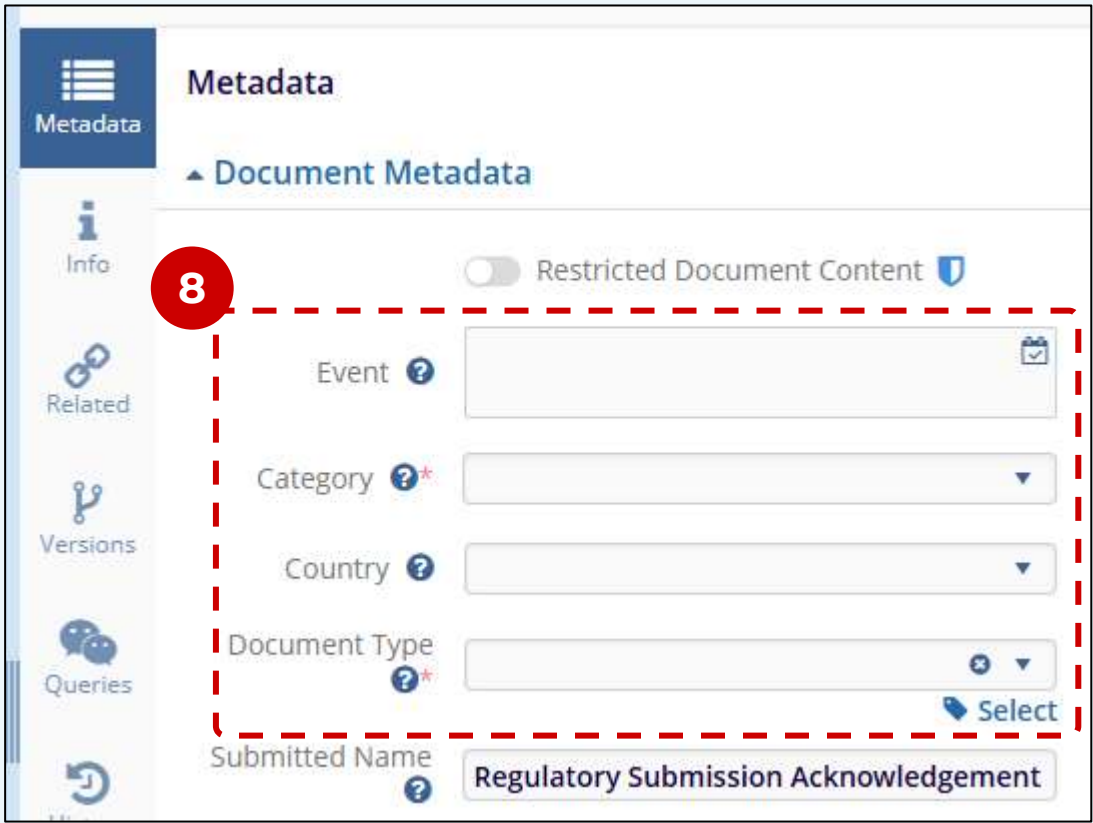 Metadata
Metadata
Document Metadata
Info
Restricted Document Content
8
Event
Related
Category *
Versions
Country
Document Type
*
Queries
Select
Submitted Name
Regulatory Submission Acknowledgement